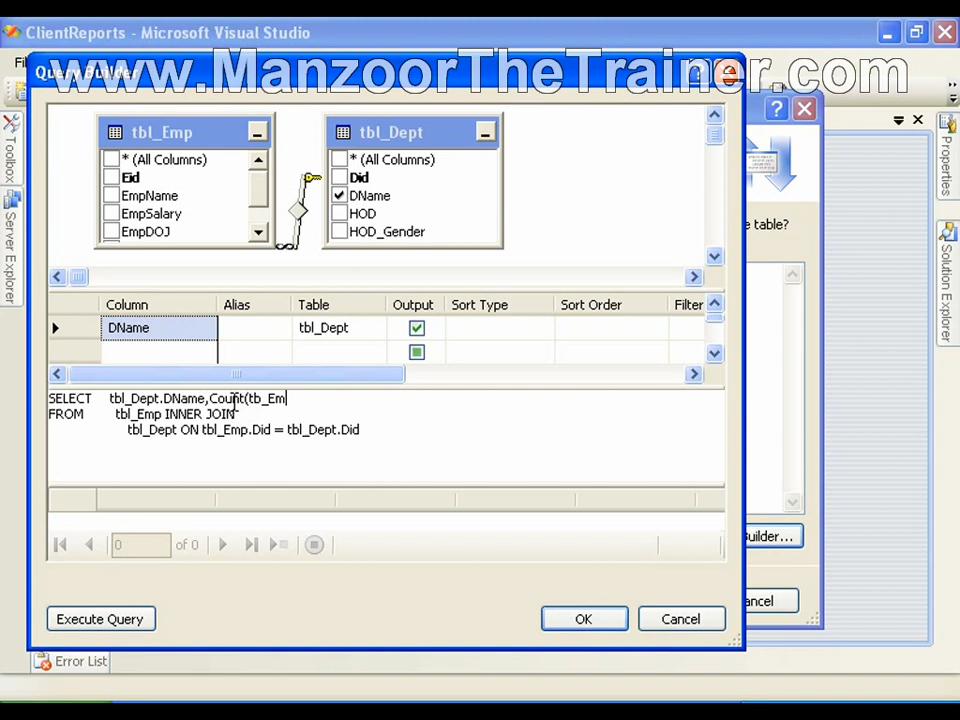 ClientReports - Microsoft Visual Studio
www.ManzoorTheTrainer.com
Query Builder
Toolbox
Server Explorer
tbl_Emp
* (All Columns)
Eid
EmpName
EmpSalary
EmpDOJ
tbl_Dept
* (All Columns)
Did
DName
HOD
HOD_Gender
e table?
Properties
Solution Explorer
Column Alias Table Output Sort Type Sort Order Filter
DName tbl_Dept
SELECT tbl_Dept.DName,Count(tb_Em
FROM tbl_Emp INNER JOIN
tbl_Dept ON tbl_Emp.Did = tbl_Dept.Did
0 of 0
uilder...
ancel
Execute Query OK Cancel
Error List